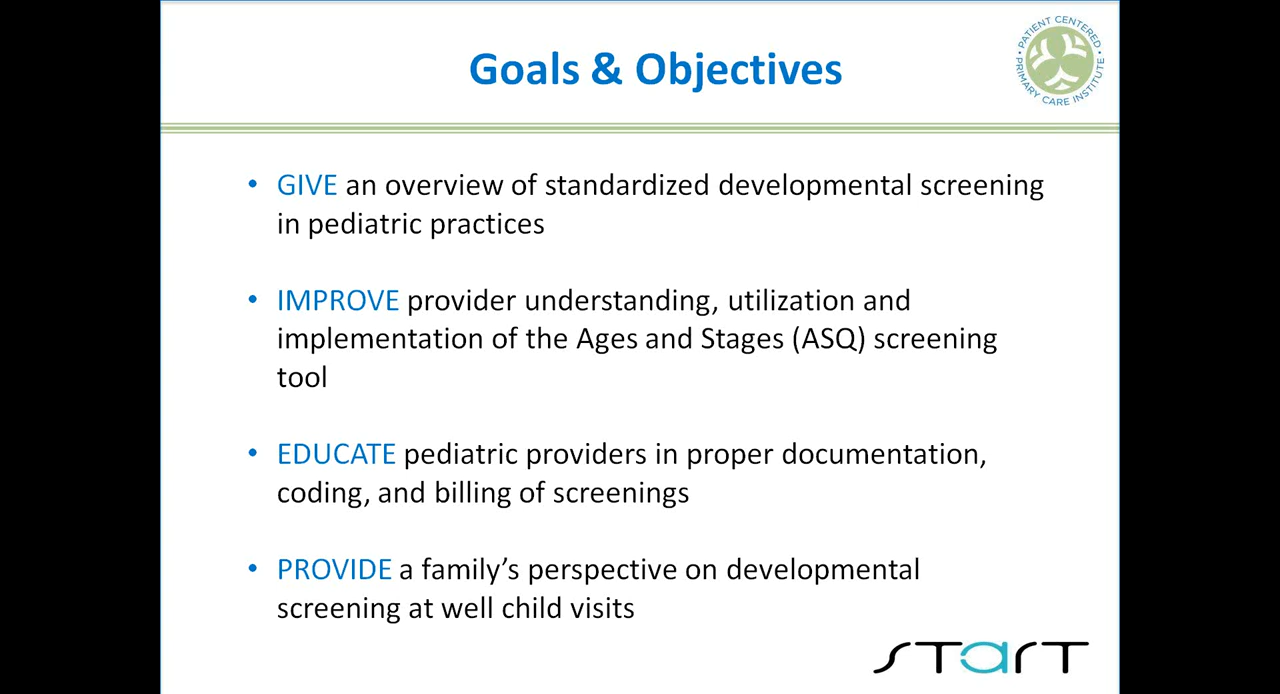 Goals & Objectives
• PATIENT CENTERED •
PRIMARY CARE INSTITUTE
• GIVE an overview of standardized developmental screening
in pediatric practices
• IMPROVE provider understanding, utilization and
implementation of the Ages and Stages (ASQ) screening
tool
• EDUCATE pediatric providers in proper documentation,
coding, and billing of screenings
• PROVIDE a family’s perspective on developmental
screening at well child visits
START